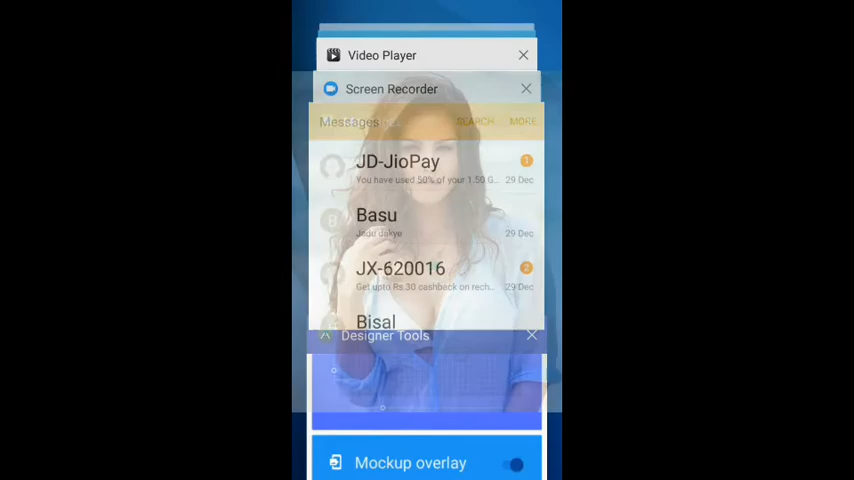 Video Player
Screen Recorder
Messages
SEARCH MORE
JD-JioPay
1
You have used 50% of your 1.50 G...
29 Dec
B
Basu
Jadu dakye
29 Dec
JX-620016
2
Get upto Rs.30 cashback on rech...
29 Dec
Bisal
Designer Tools
Mockup overlay